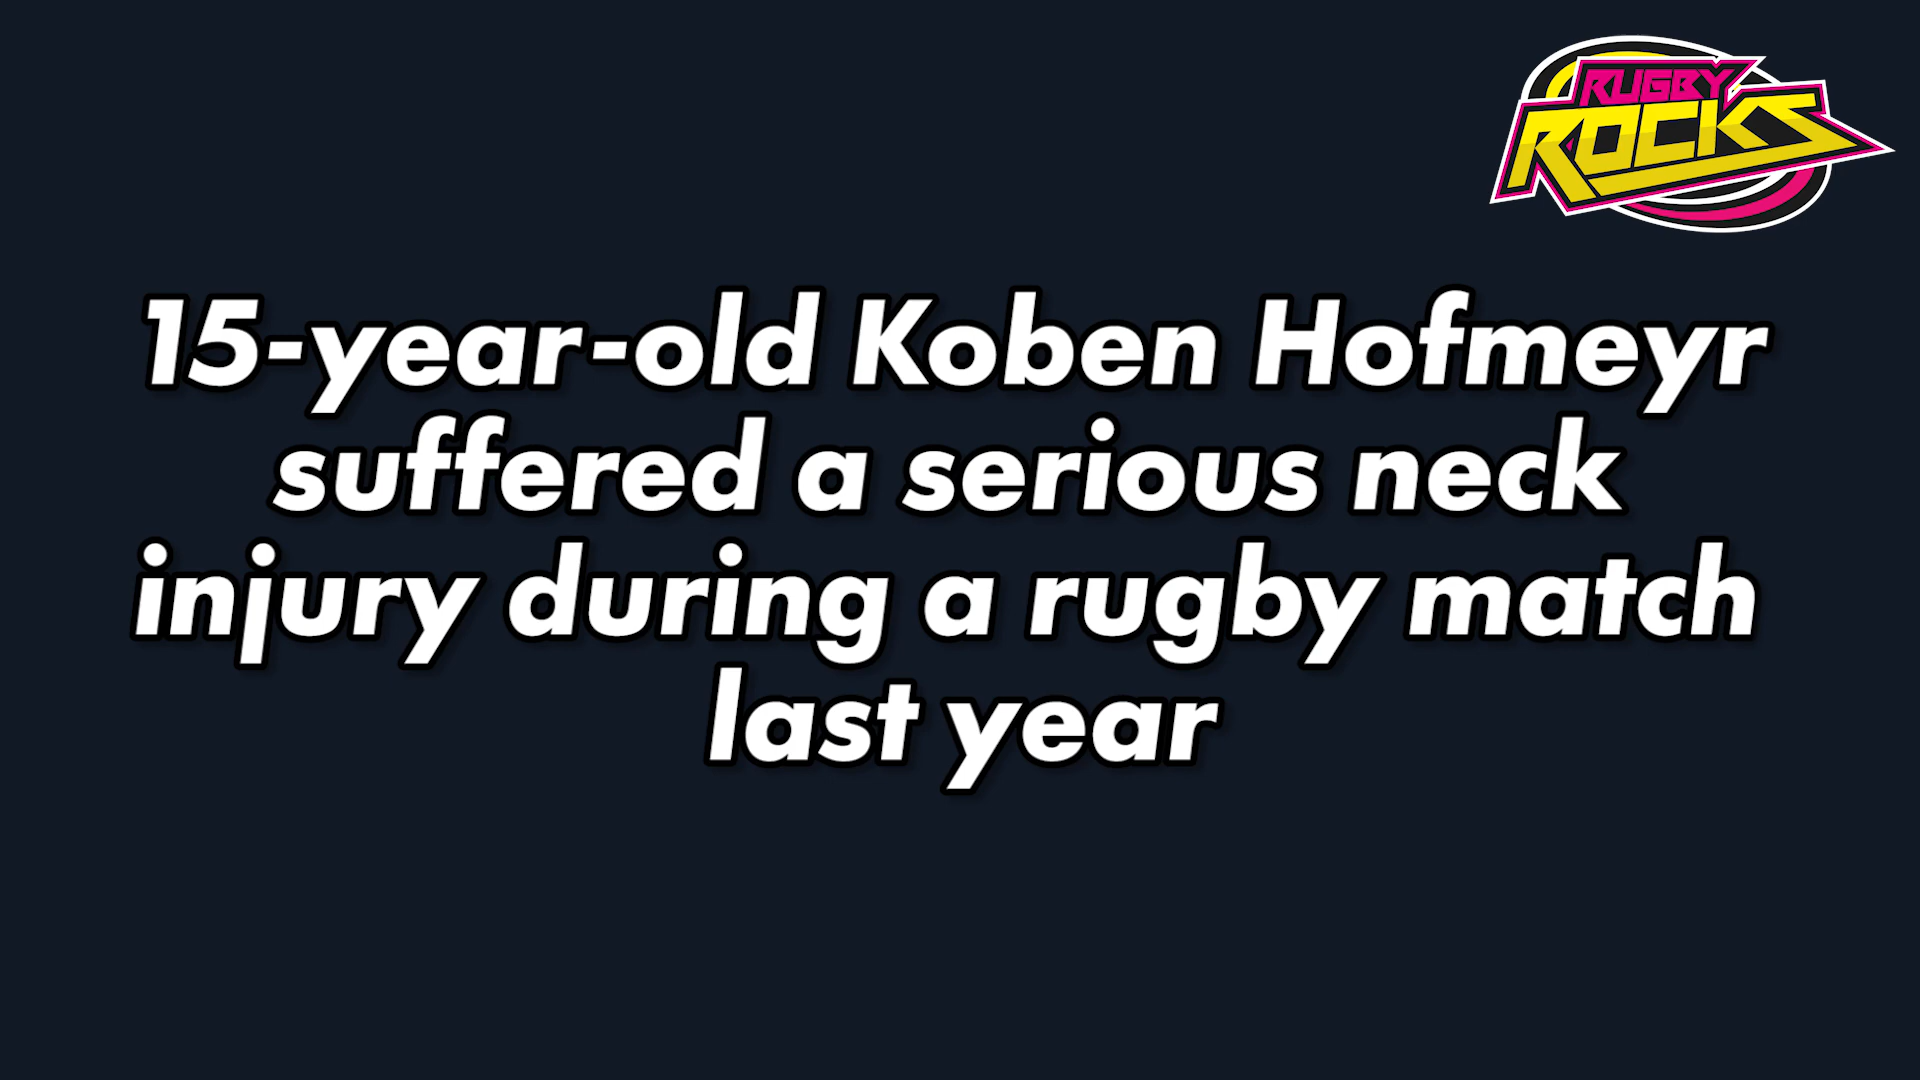 RUGBY
ROCKS
15-year-old Koben Hofmeyr
suffered a serious neck
injury during a rugby match
last year